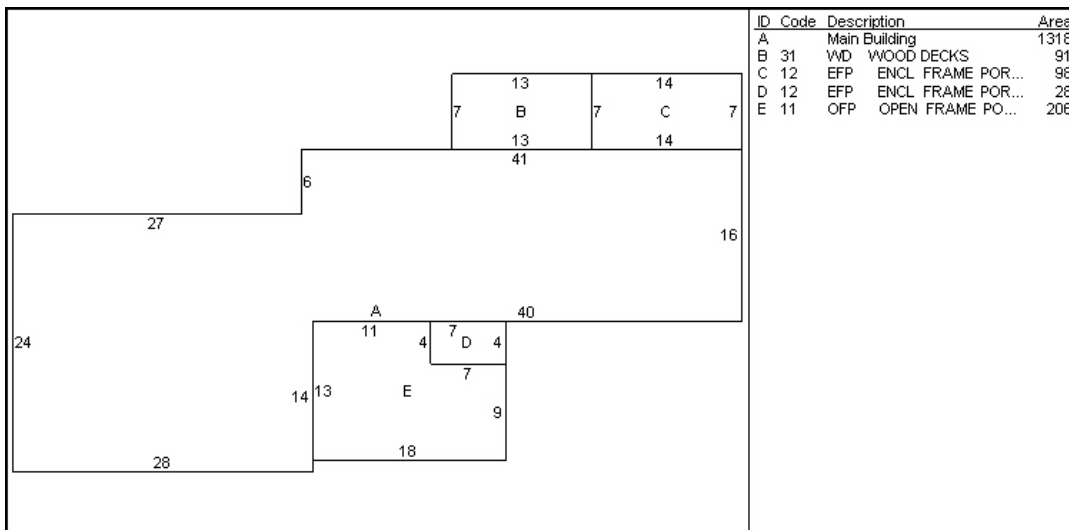 ID Code Description Area
A Main Building 1318
B 31 WD WOOD DECKS 91
C 12 EFP ENCL FRAME POR... 98
D 12 EFP ENCL FRAME POR... 28
E 11 OFP OPEN FRAME PO... 206
13 14
7 B 7 C 7
13 14
41
6
27
16
A 40
11 7
24 4 D 4
7
14 13 E
9
18
28